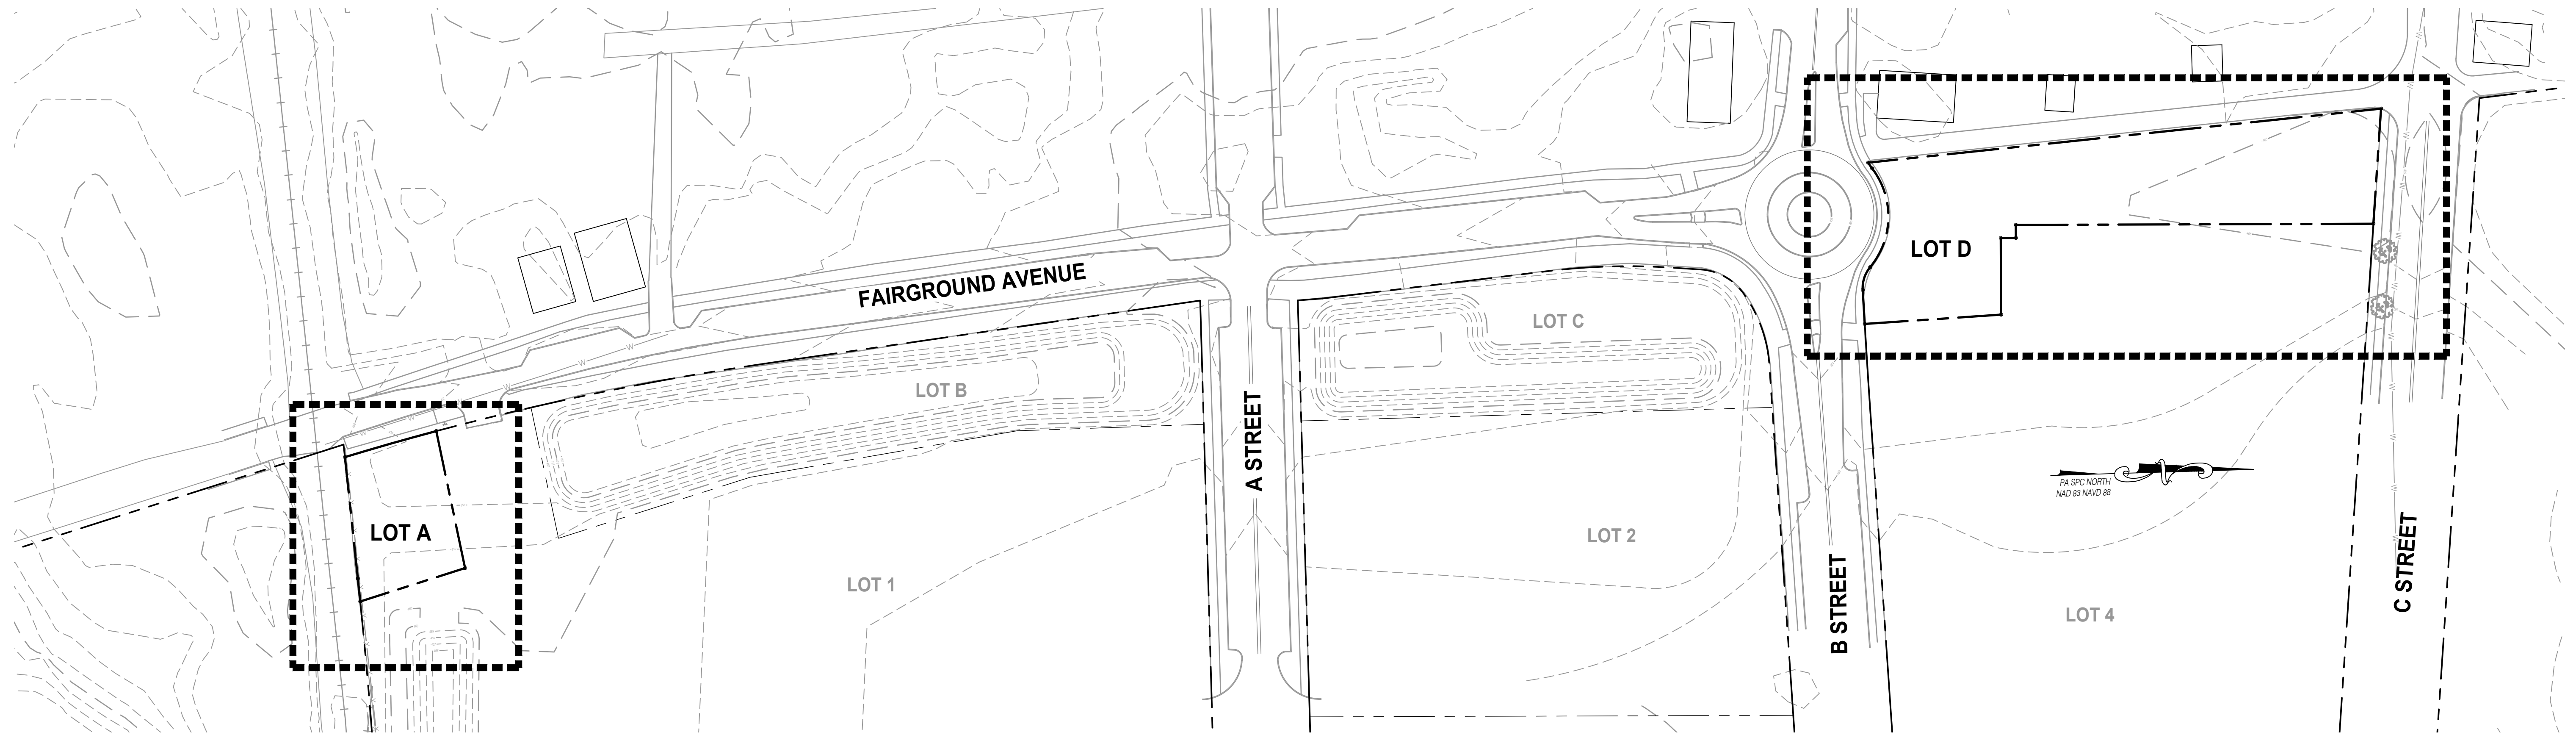 FAIRGROUND AVENUE
LOT A
LOT B
LOT 1
A STREET
LOT C
LOT 2
B STREET
LOT D
PA SPC NORTH
NAD 83 NAVD 88
LOT 4
C STREET
W
W
W
W
W
W
W
W
W
W
W
W